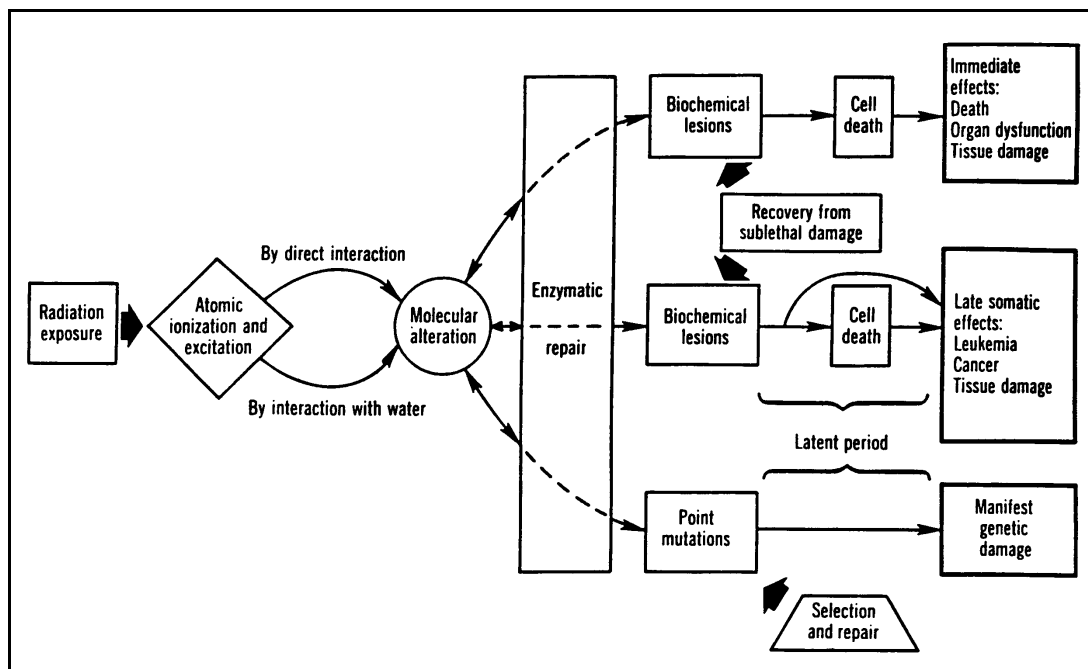 Radiation
exposure
Atomic
ionization and
excitation
By direct interaction
By interaction with water
Molecular
alteration
Enzymatic
repair
Biochemical
lesions
Cell
death
Immediate
effects:
Death
Organ dysfunction
Tissue damage
Recovery from
sublethal damage
Biochemical
lesions
Cell
death
Late somatic
effects:
Leukemia
Cancer
Tissue damage
Latent period
Point
mutations
Manifest
genetic
damage
Selection
and repair